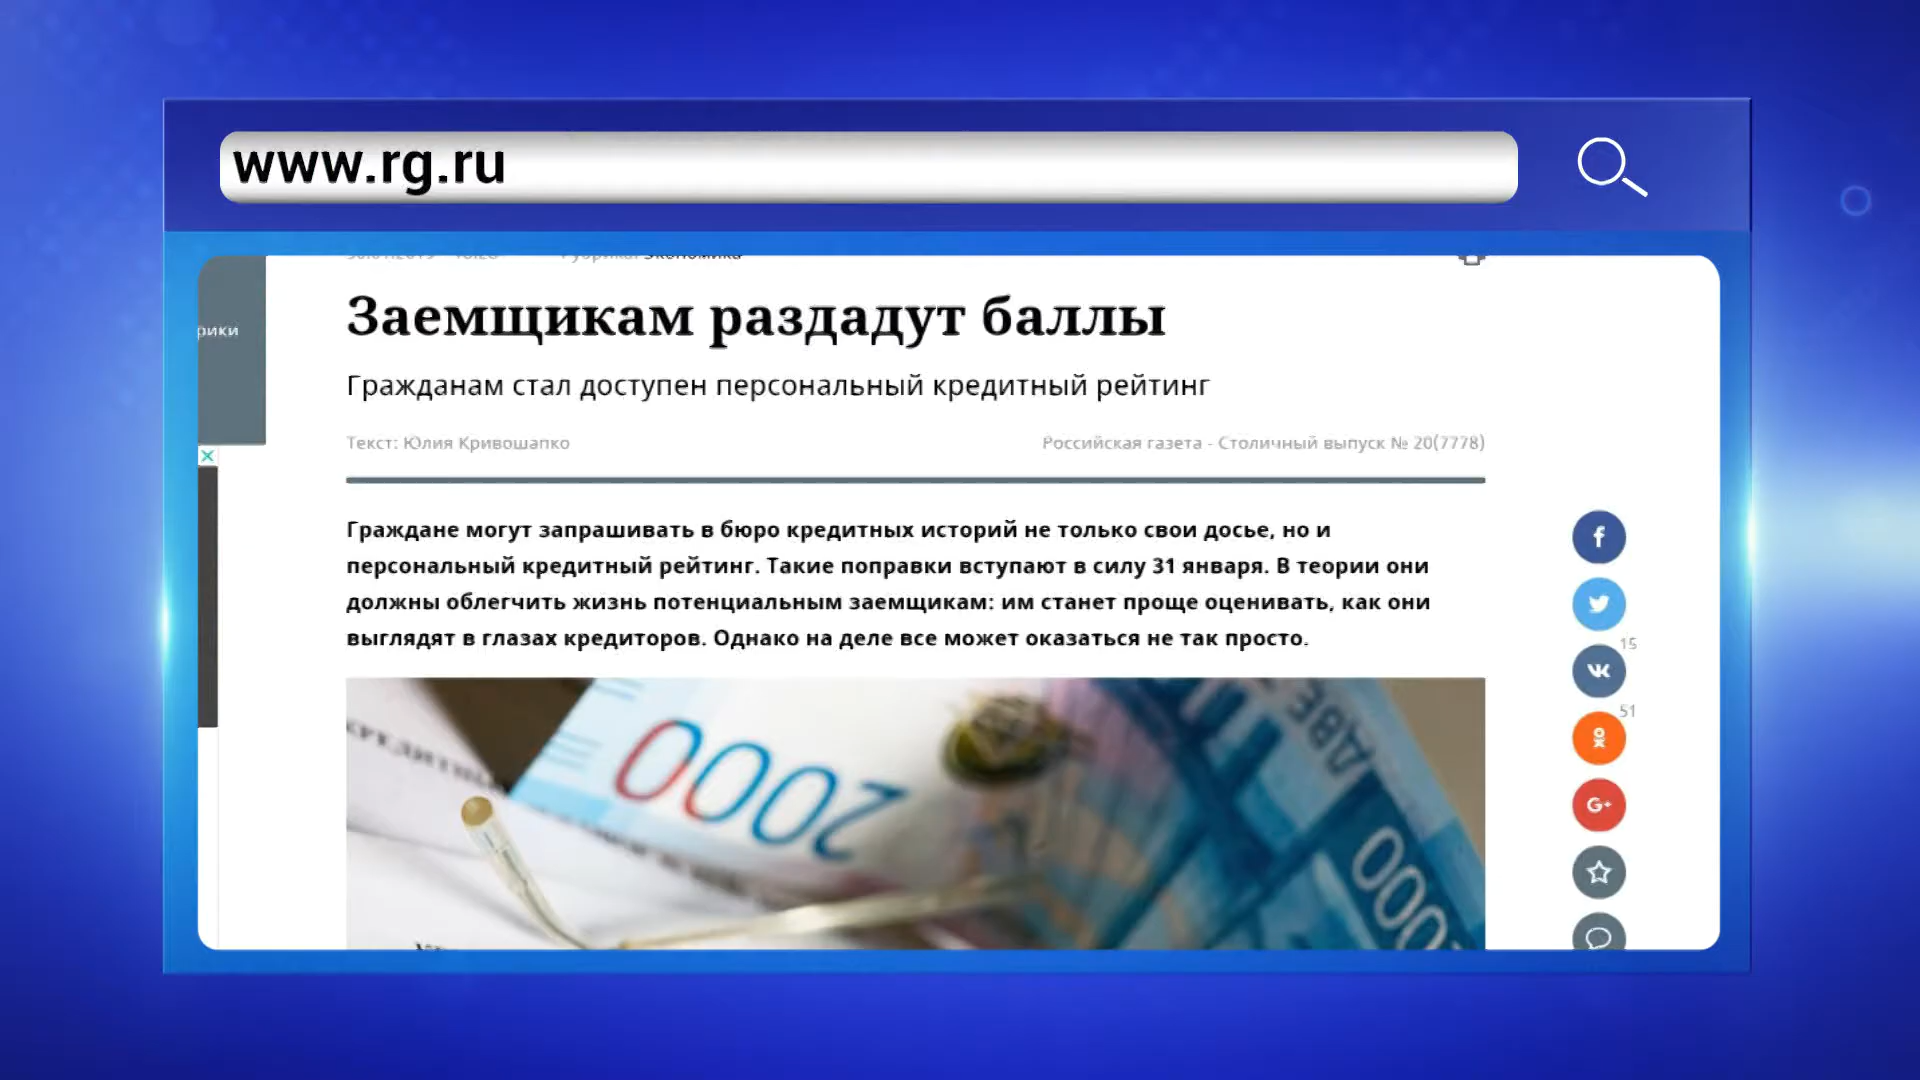 www.rg.ru
Экономика
рики
Заемщикам раздадут баллы
Гражданам стал доступен персональный кредитный рейтинг
Текст: Юлия Кривошапко
Российская газета - Столичный выпуск № 20(7778)
Граждане могут запрашивать в бюро кредитных историй не только свои досье, но и
персональный кредитный рейтинг. Такие поправки вступают в силу 31 января. В теории они
должны облегчить жизнь потенциальным заемщикам: им станет проще оценивать, как они
выглядят в глазах кредиторов. Однако на деле все может оказаться не так просто.
15
51
G+
2000
ДВЕ